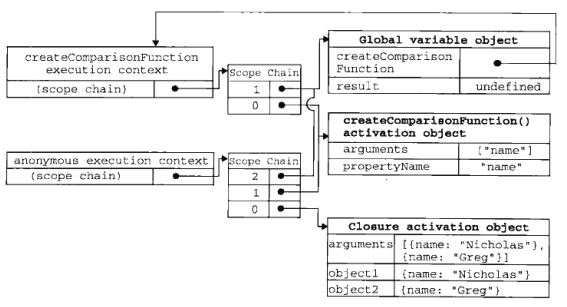 Global variable object
createComparison
Function
result undefined
createComparisonFunction
execution context
(scope chain)
Scope Chain
1
0
createComparisonFunction()
activation object
arguments ["name"]
propertyName "name"
anonymous execution context
(scope chain)
Scope Chain
2
1
0
Closure activation object
arguments [{name: "Nicholas"},
{name: "Greg"}]
object1 {name: "Nicholas"}
object2 {name: "Greg"}